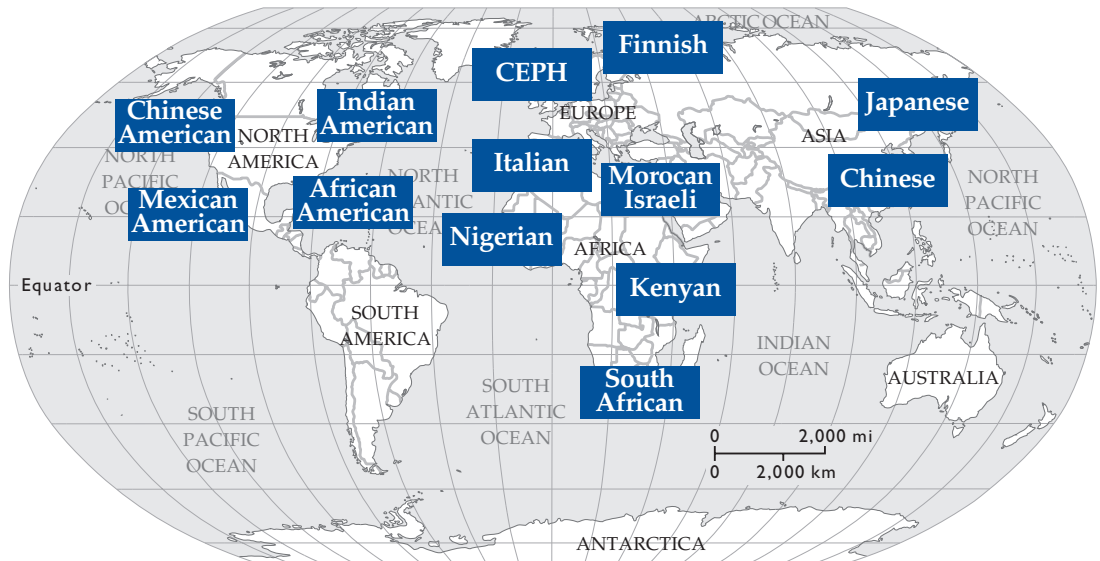 ARCTIC OCEAN
Finnish
CEPH
EUROPE
Japanese
ASIA
Chinese
American
Indian
American
NORTH
AMERICA
NORTH
PACIFIC
Italian
Morocan
Israeli
Chinese
NORTH
PACIFIC
OCEAN
Mexican
American
African
American
NORTH
OCEA
Nigerian
AFRICA
Kenyan
Equator
SOUTH
AMERICA
INDIAN
OCEAN
South
African
AUSTRALIA
SOUTH
ATLANTIC
OCEAN
SOUTH
PACIFIC
OCEAN
0 2,000 mi
0 2,000 km
ANTARCTICA